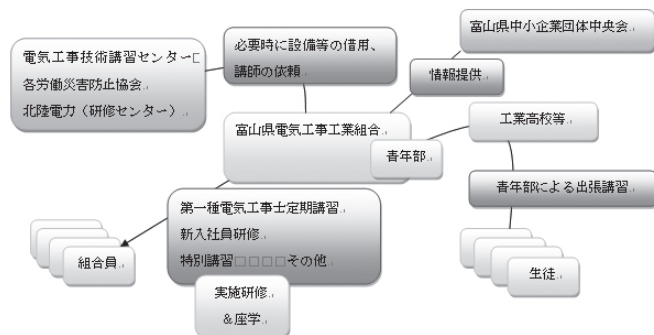 電気工事技術講習センター□
各労働災害防止協会
北陸電力（研修センター）
必要時に設備等の借用、
講師の依頼
富山県中小企業団体中央会
情報提供
富山県電気工事工業組合
青年部
工業高校等
青年部による出張講習
第一種電気工事士定期講習
新入社員研修
特別講習□□□□その他
組合員
生徒
実施研修
＆座学